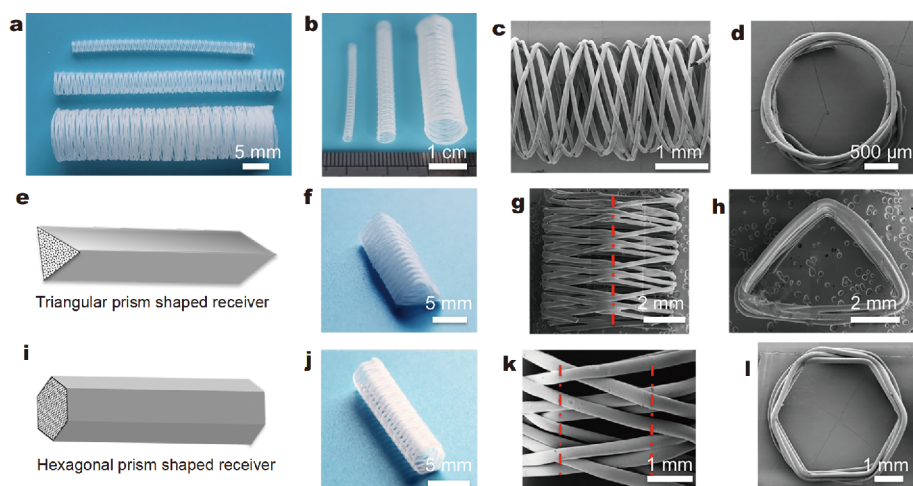 a
b
c
d
5 mm
1 cm
1 mm
500 µm
e
f
g
h
Triangular prism shaped receiver
5 mm
2 mm
2 mm
i
j
k
l
Hexagonal prism shaped receiver
5 mm
1 mm
1 mm